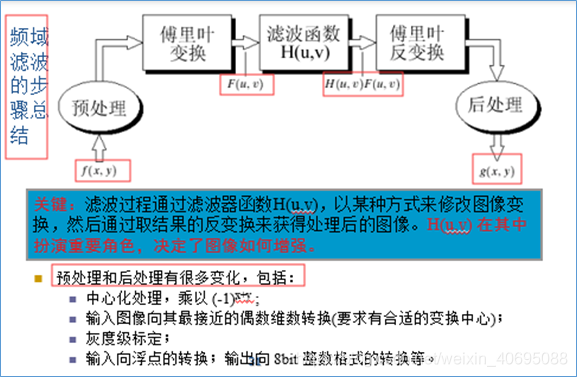 频域
滤波
的步
骤总
结
傅里叶
变换
滤波函数
H(u,v)
傅里叶
反变换
预处理
F(u, v)
H(u, v)F(u, v)
后处理
f(x, y)
g(x, y)
关键：滤波过程通过滤波器函数H(u,v)，以某种方式来修改图像变
换，然后通过取结果的反变换来获得处理后的图像。H(u,v) 在其中
扮演重要角色，决定了图像如何增强。
预处理和后处理有很多变化，包括：
中心化处理，乘以 (-1)x+y;
输入图像向其最接近的偶数维数转换(要求有合适的变换中心)；
灰度级标定；
输入向浮点的转换；输出向 8bit 整数格式的转换等。
weixin_40695088